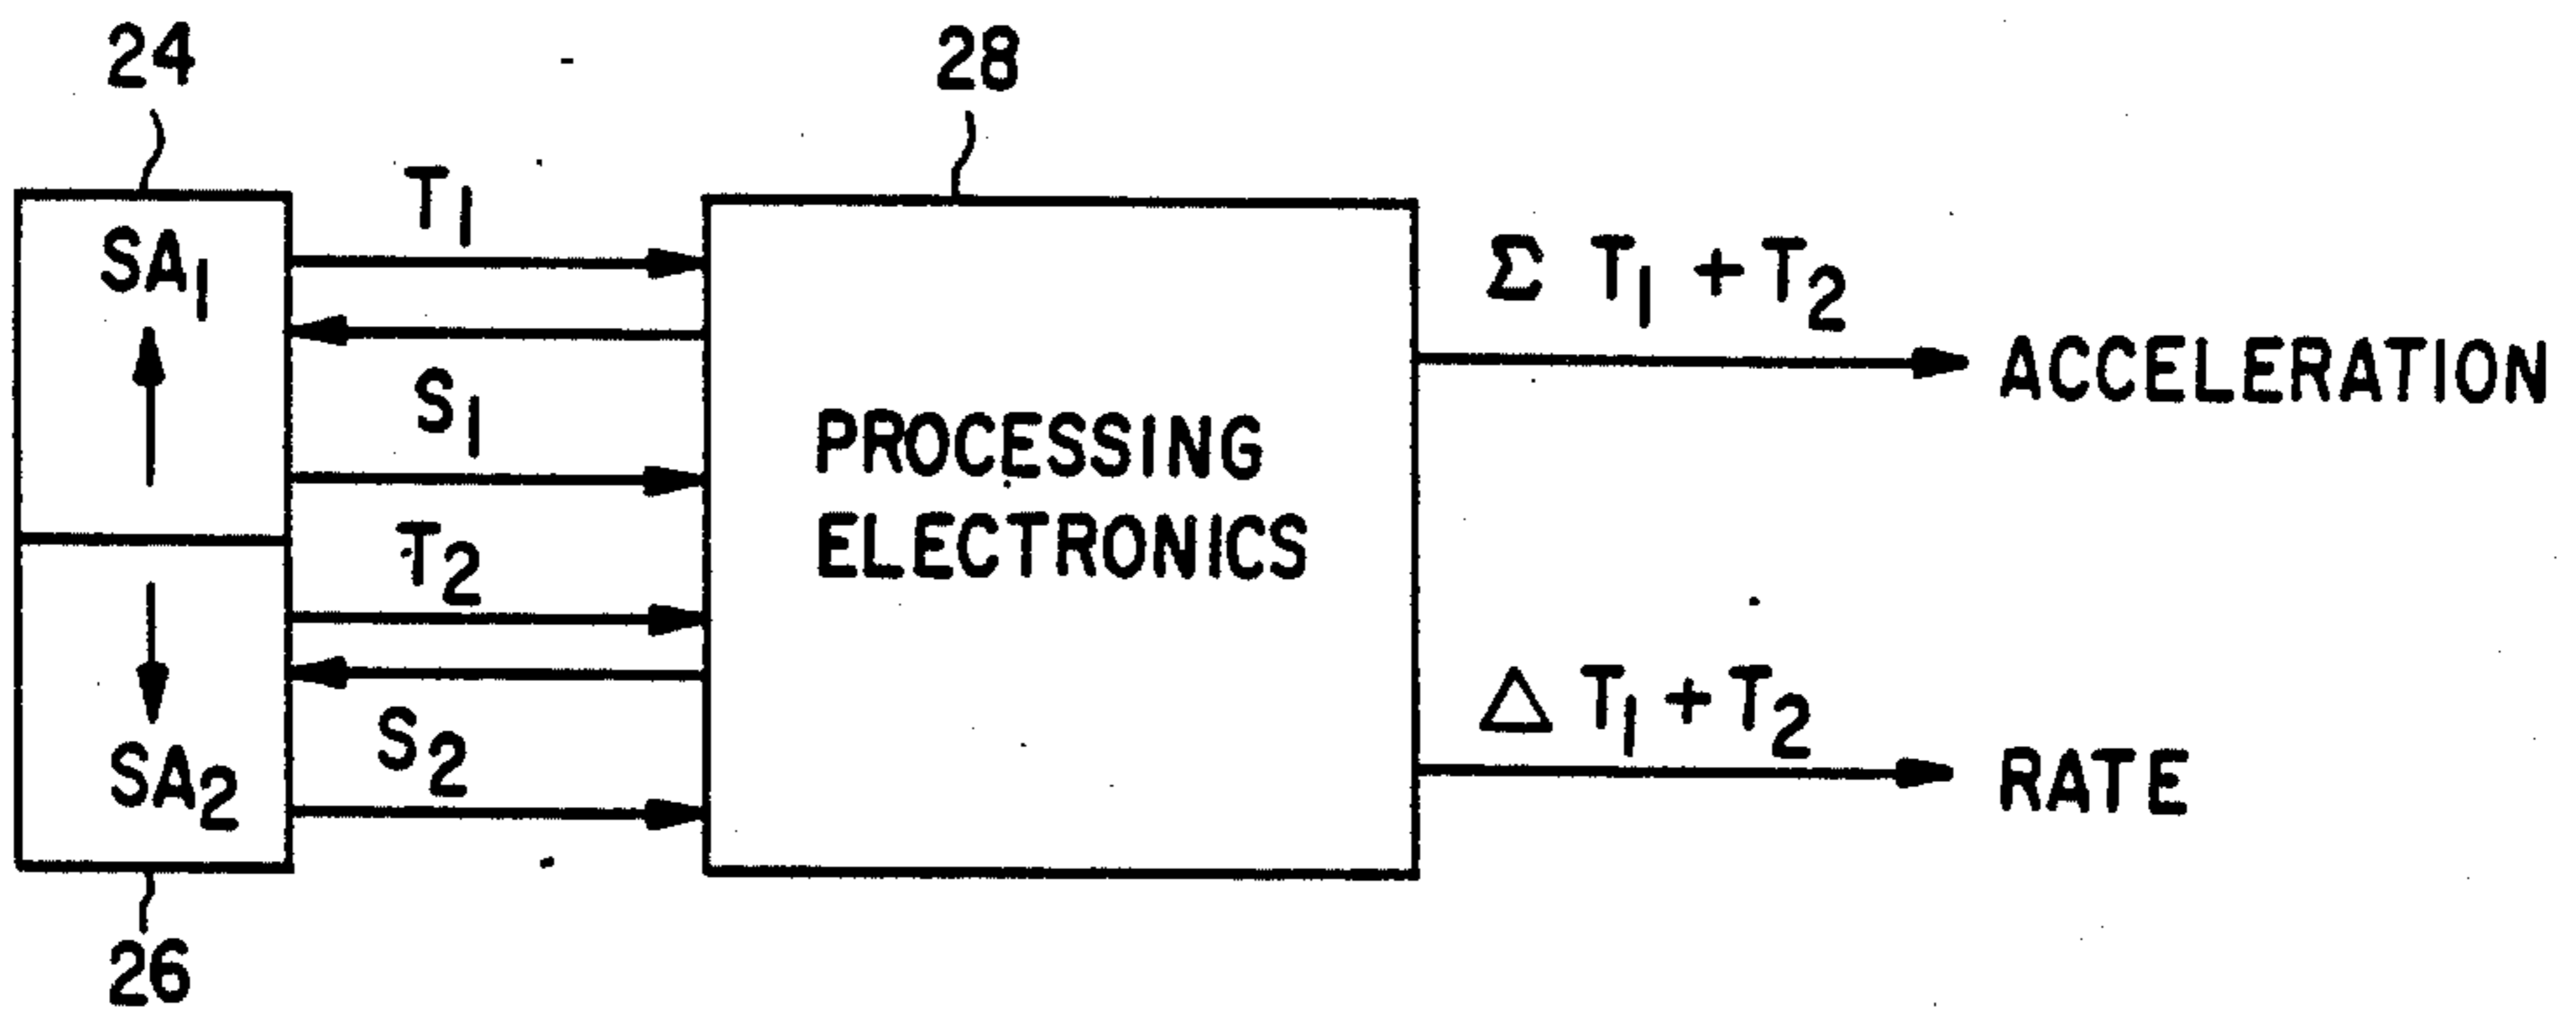 24
28
T1
SA1
S1
T2
S2
SA2
26
PROCESSING
ELECTRONICS
Σ T1 + T2
ACCELERATION
Δ T1 + T2
RATE